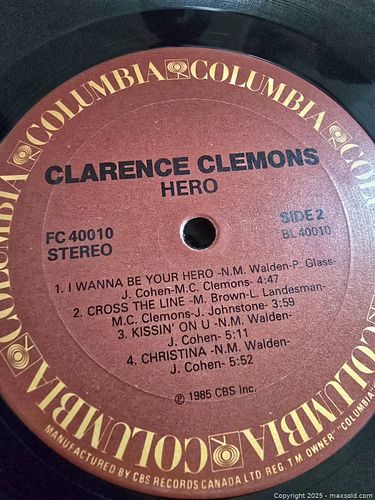 COLUMBIA COLUMBIA COLUMBIA COLUMBIA COLUMBIA COLUMBIA
CLARENCE CLEMONS
HERO
FC 40010
STEREO
SIDE 2
BL 40010
1. I WANNA BE YOUR HERO -N.M. Walden-P. Glass-
J. Cohen-M.C. Clemons- 4:47
2. CROSS THE LINE -M. Brown-L. Landesman-
M.C. Clemons-J. Johnstone- 3:59
3. KISSIN' ON U -N.M. Walden-
J. Cohen- 5:11
4. CHRISTINA -N.M. Walden-
J. Cohen- 5:52
℗ 1985 CBS Inc.
MANUFACTURED BY CBS RECORDS CANADA LTD. REG. T.M. OWNER "COLUMBIA"
Copyright 2025 - maxsold.com